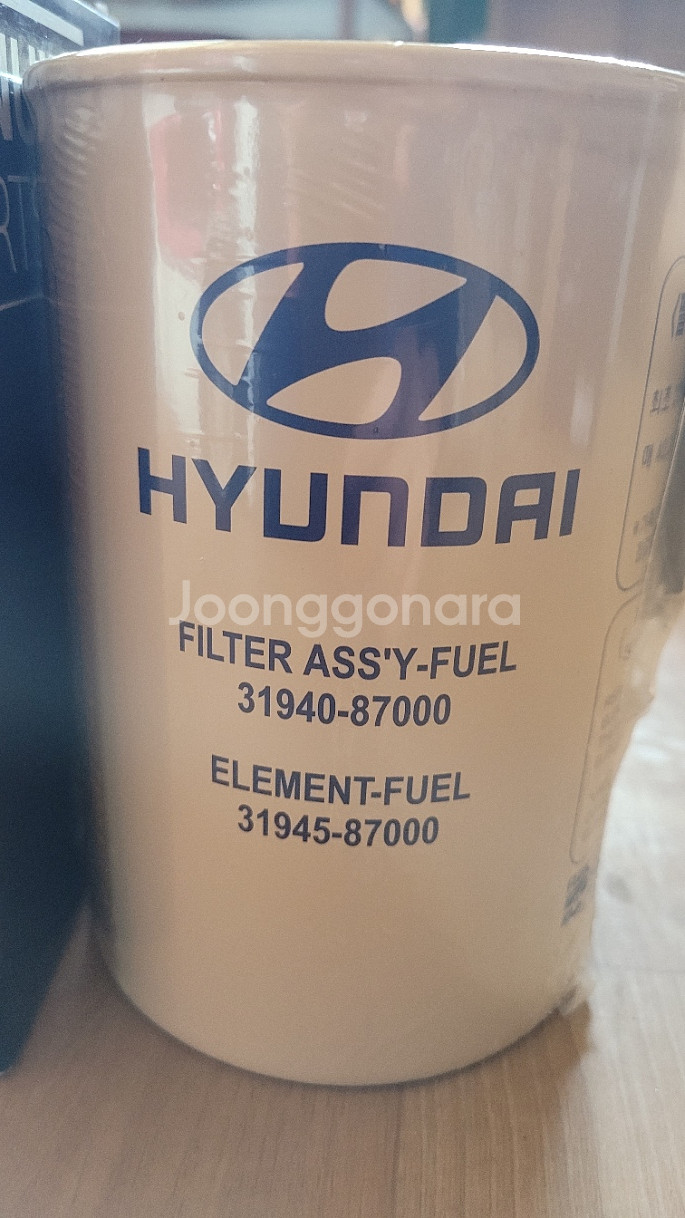 HYUNDAI
Joonggonara
FILTER ASS'Y-FUEL
31940-87000
ELEMENT-FUEL
31945-87000